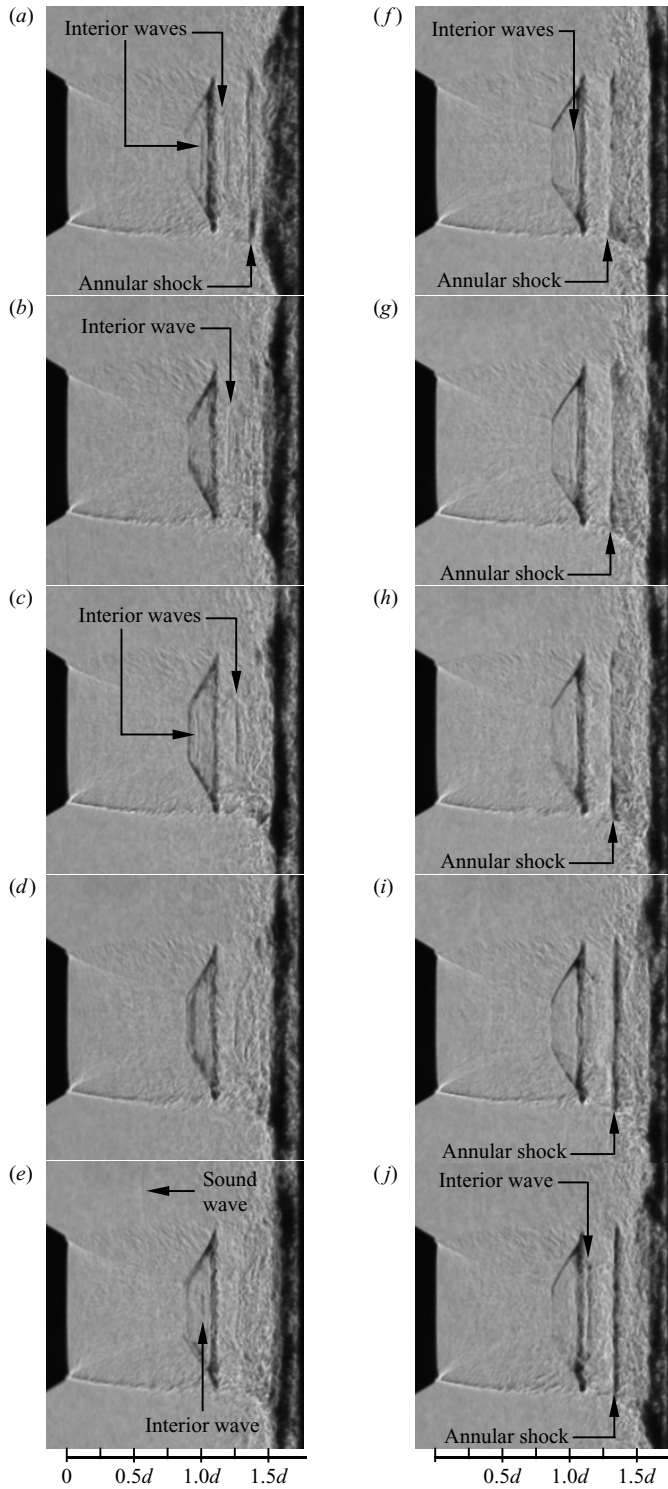 (a)
Interior waves
Annular shock
(b)
Interior wave
(c)
Interior waves
(d)
(e)
Sound
wave
Interior wave
0 0.5d 1.0d 1.5d
(f)
Interior waves
Annular shock
(g)
Annular shock
(h)
Annular shock
(i)
Annular shock
(j)
Interior wave
Annular shock
0.5d 1.0d 1.5d